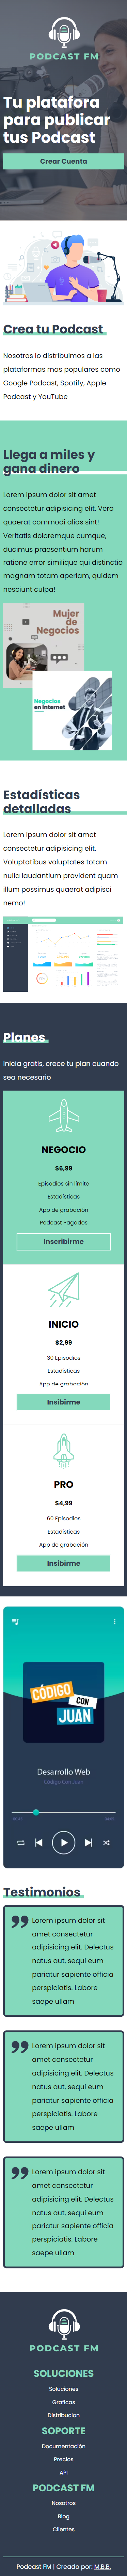 PODCAST FM
Tu platafora
para publicar
tus Podcast
Crear Cuenta
Crea tu Podcast
Nosotros lo distribuimos a las
plataformas mas populares como
Google Podcast, Spotify, Apple
Podcast y YouTube
Llega a miles y
gana dinero
Lorem ipsum dolor sit amet
consectetur adipisicing elit. Vero
quaerat commodi alias sint!
Veritatis doloremque cumque,
ducimus praesentium harum
ratione error similique qui distinctio
magnam totam aperiam, quidem
nesciunt culpa!
Mujer
de
Negocios
Negocios
en internet
Estadísticas
detalladas
Lorem ipsum dolor sit amet
consectetur adipisicing elit.
Voluptatibus voluptates totam
nulla laudantium provident quam
illum possimus quaerat adipisci
nemo!
Planes
Inicia gratis, crece tu plan cuando
sea necesario
NEGOCIO
$6,99
Episodios sin limite
Estadisticas
App de grabación
Podcast Pagados
Inscribirme
INICIO
$2,99
30 Episodios
Estadísticas
App de grabación
Insibirme
PRO
$4,99
60 Episodios
Estadísticas
App de grabación
Insibirme
CÓDIGO
CON
JUAN
Desarrollo Web
Código Con Juan
Testimonios
Lorem ipsum dolor sit
amet consectetur
adipisicing elit. Delectus
natus aut, sequi eum
pariatur sapiente officia
perspiciatis. Labore
saepe ullam
Lorem ipsum dolor sit
amet consectetur
adipisicing elit. Delectus
natus aut, sequi eum
pariatur sapiente officia
perspiciatis. Labore
saepe ullam
Lorem ipsum dolor sit
amet consectetur
adipisicing elit. Delectus
natus aut, sequi eum
pariatur sapiente officia
perspiciatis. Labore
saepe ullam
PODCAST FM
SOLUCIONES
Soluciones
Graficas
Distribucion
SOPORTE
Documentación
Precios
API
PODCAST FM
Nosotros
Blog
Clientes
Podcast FM | Creado por: M.B.B.